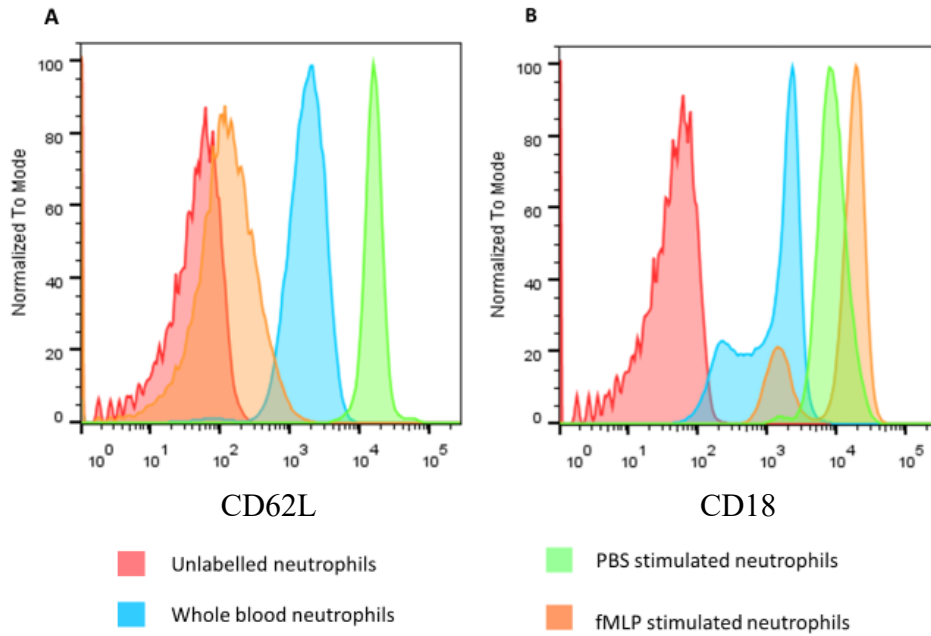 A
B
Normalized To Mode
100
80
60
40
20
0
10^0 10^1 10^2 10^3 10^4 10^5
CD62L
Normalized To Mode
100
80
60
40
20
0
10^0 10^1 10^2 10^3 10^4 10^5
CD18
Unlabelled neutrophils
Whole blood neutrophils
PBS stimulated neutrophils
fMLP stimulated neutrophils